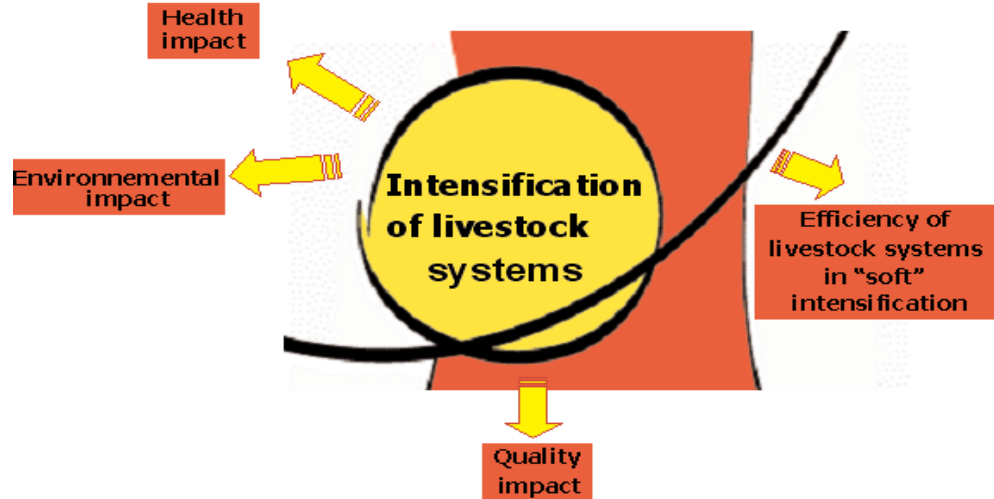 Health
impact
Environnemental
impact
Intensification
of livestock
systems
Efficiency of
livestock systems
in “soft”
intensification
Quality
impact